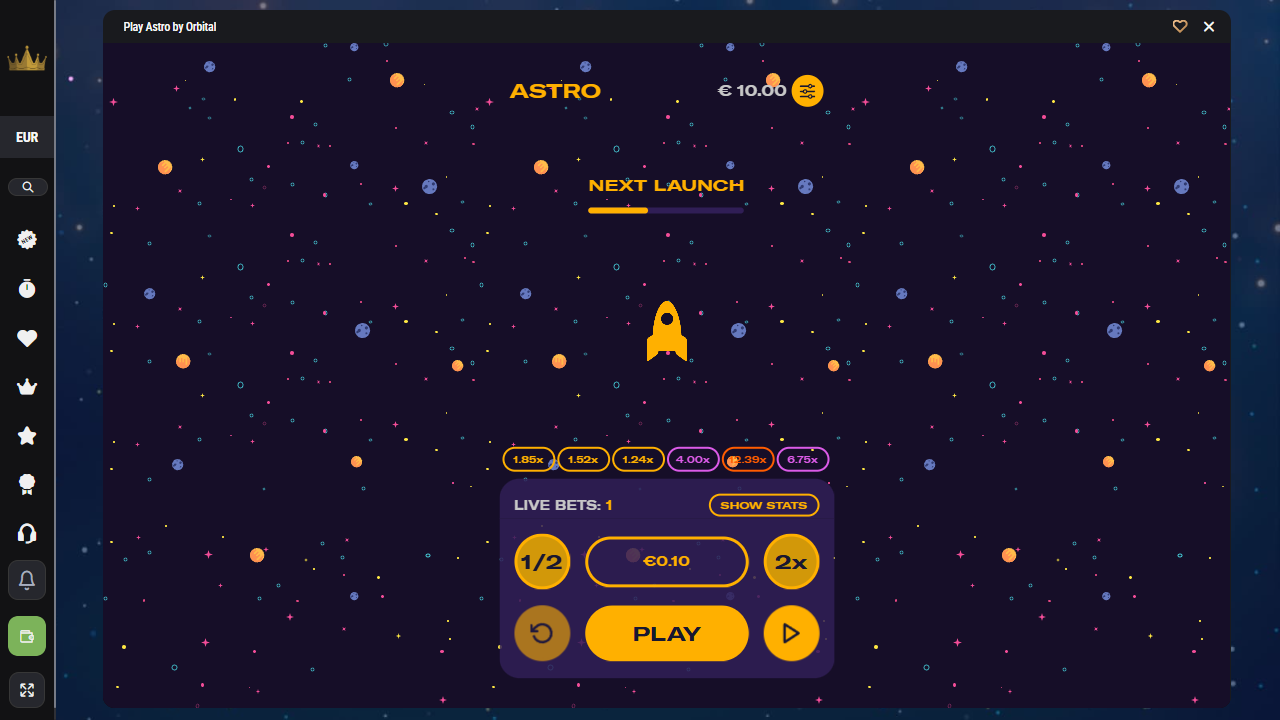 Play Astro by Orbital
EUR
NEW
ASTRO
€ 10.00
NEXT LAUNCH
1.85x
1.52x
1.24x
4.00x
6.75x
LIVE BETS: 1
SHOW STATS
1/2
€0.10
2x
PLAY